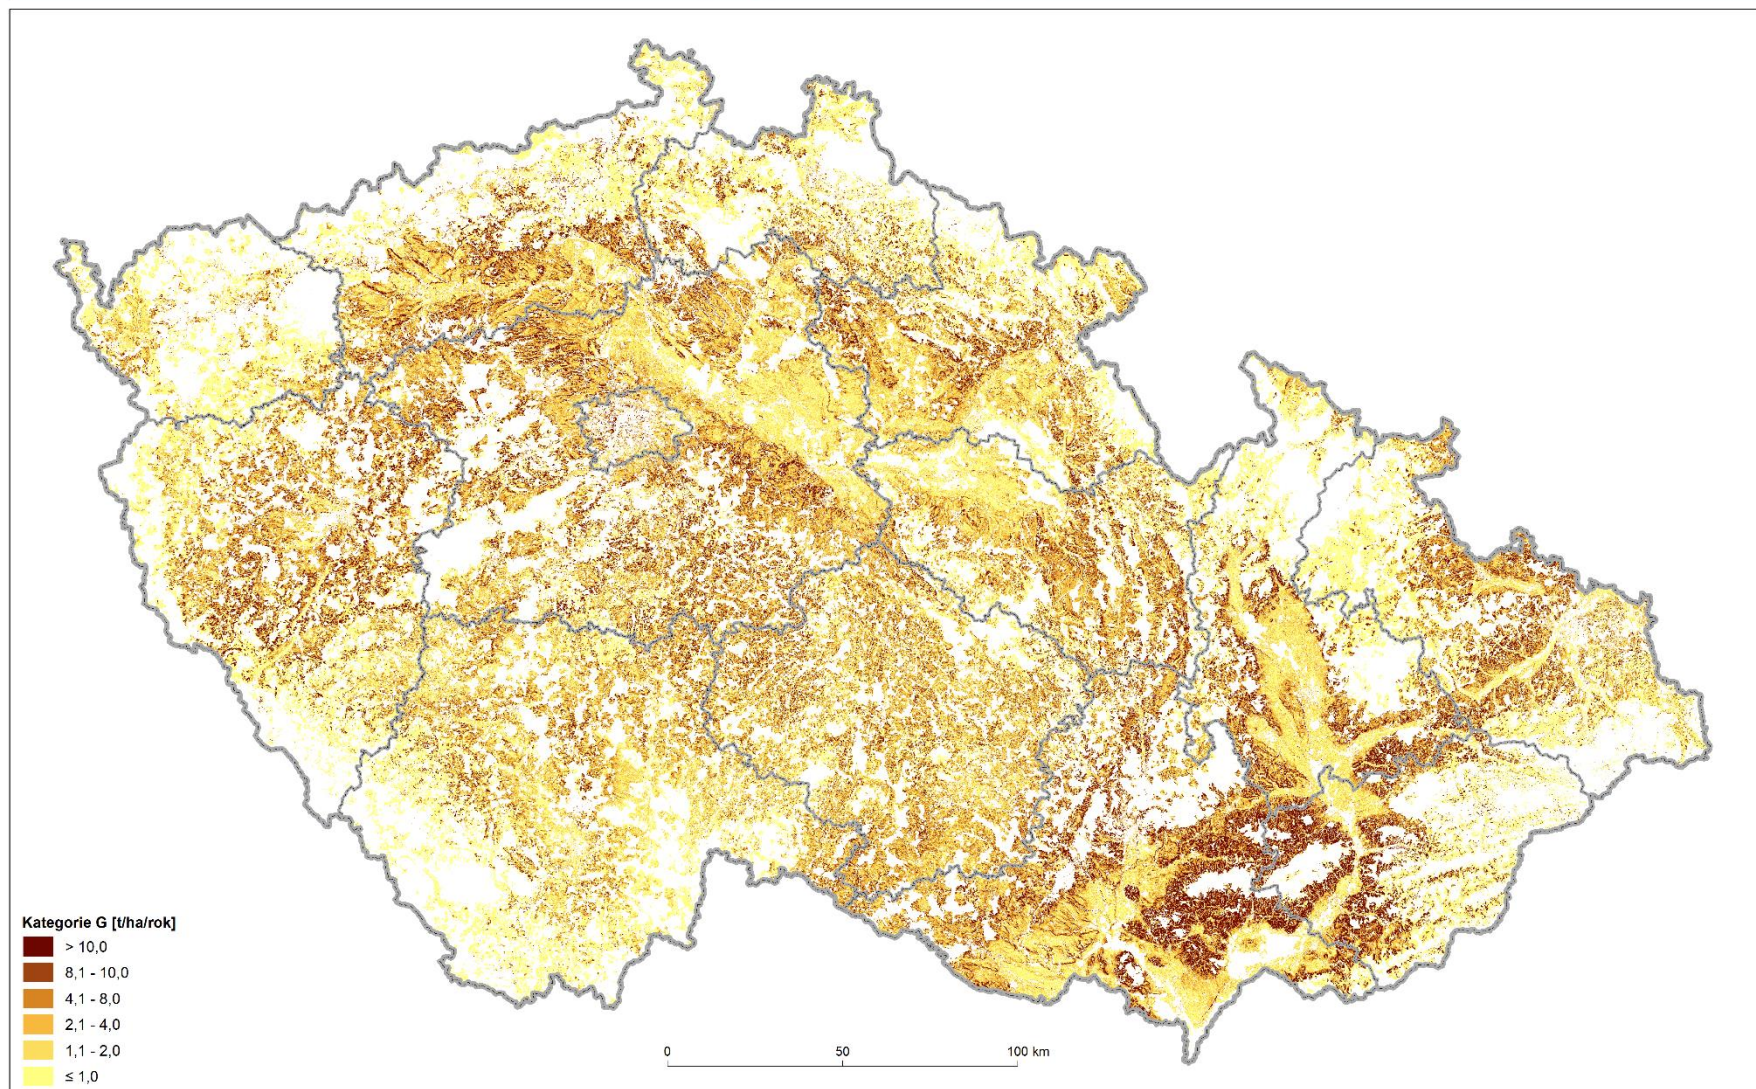 Kategorie G [t/ha/rok]
> 10,0
8,1 - 10,0
4,1 - 8,0
2,1 - 4,0
1,1 - 2,0
≤ 1,0
0 50 100 km